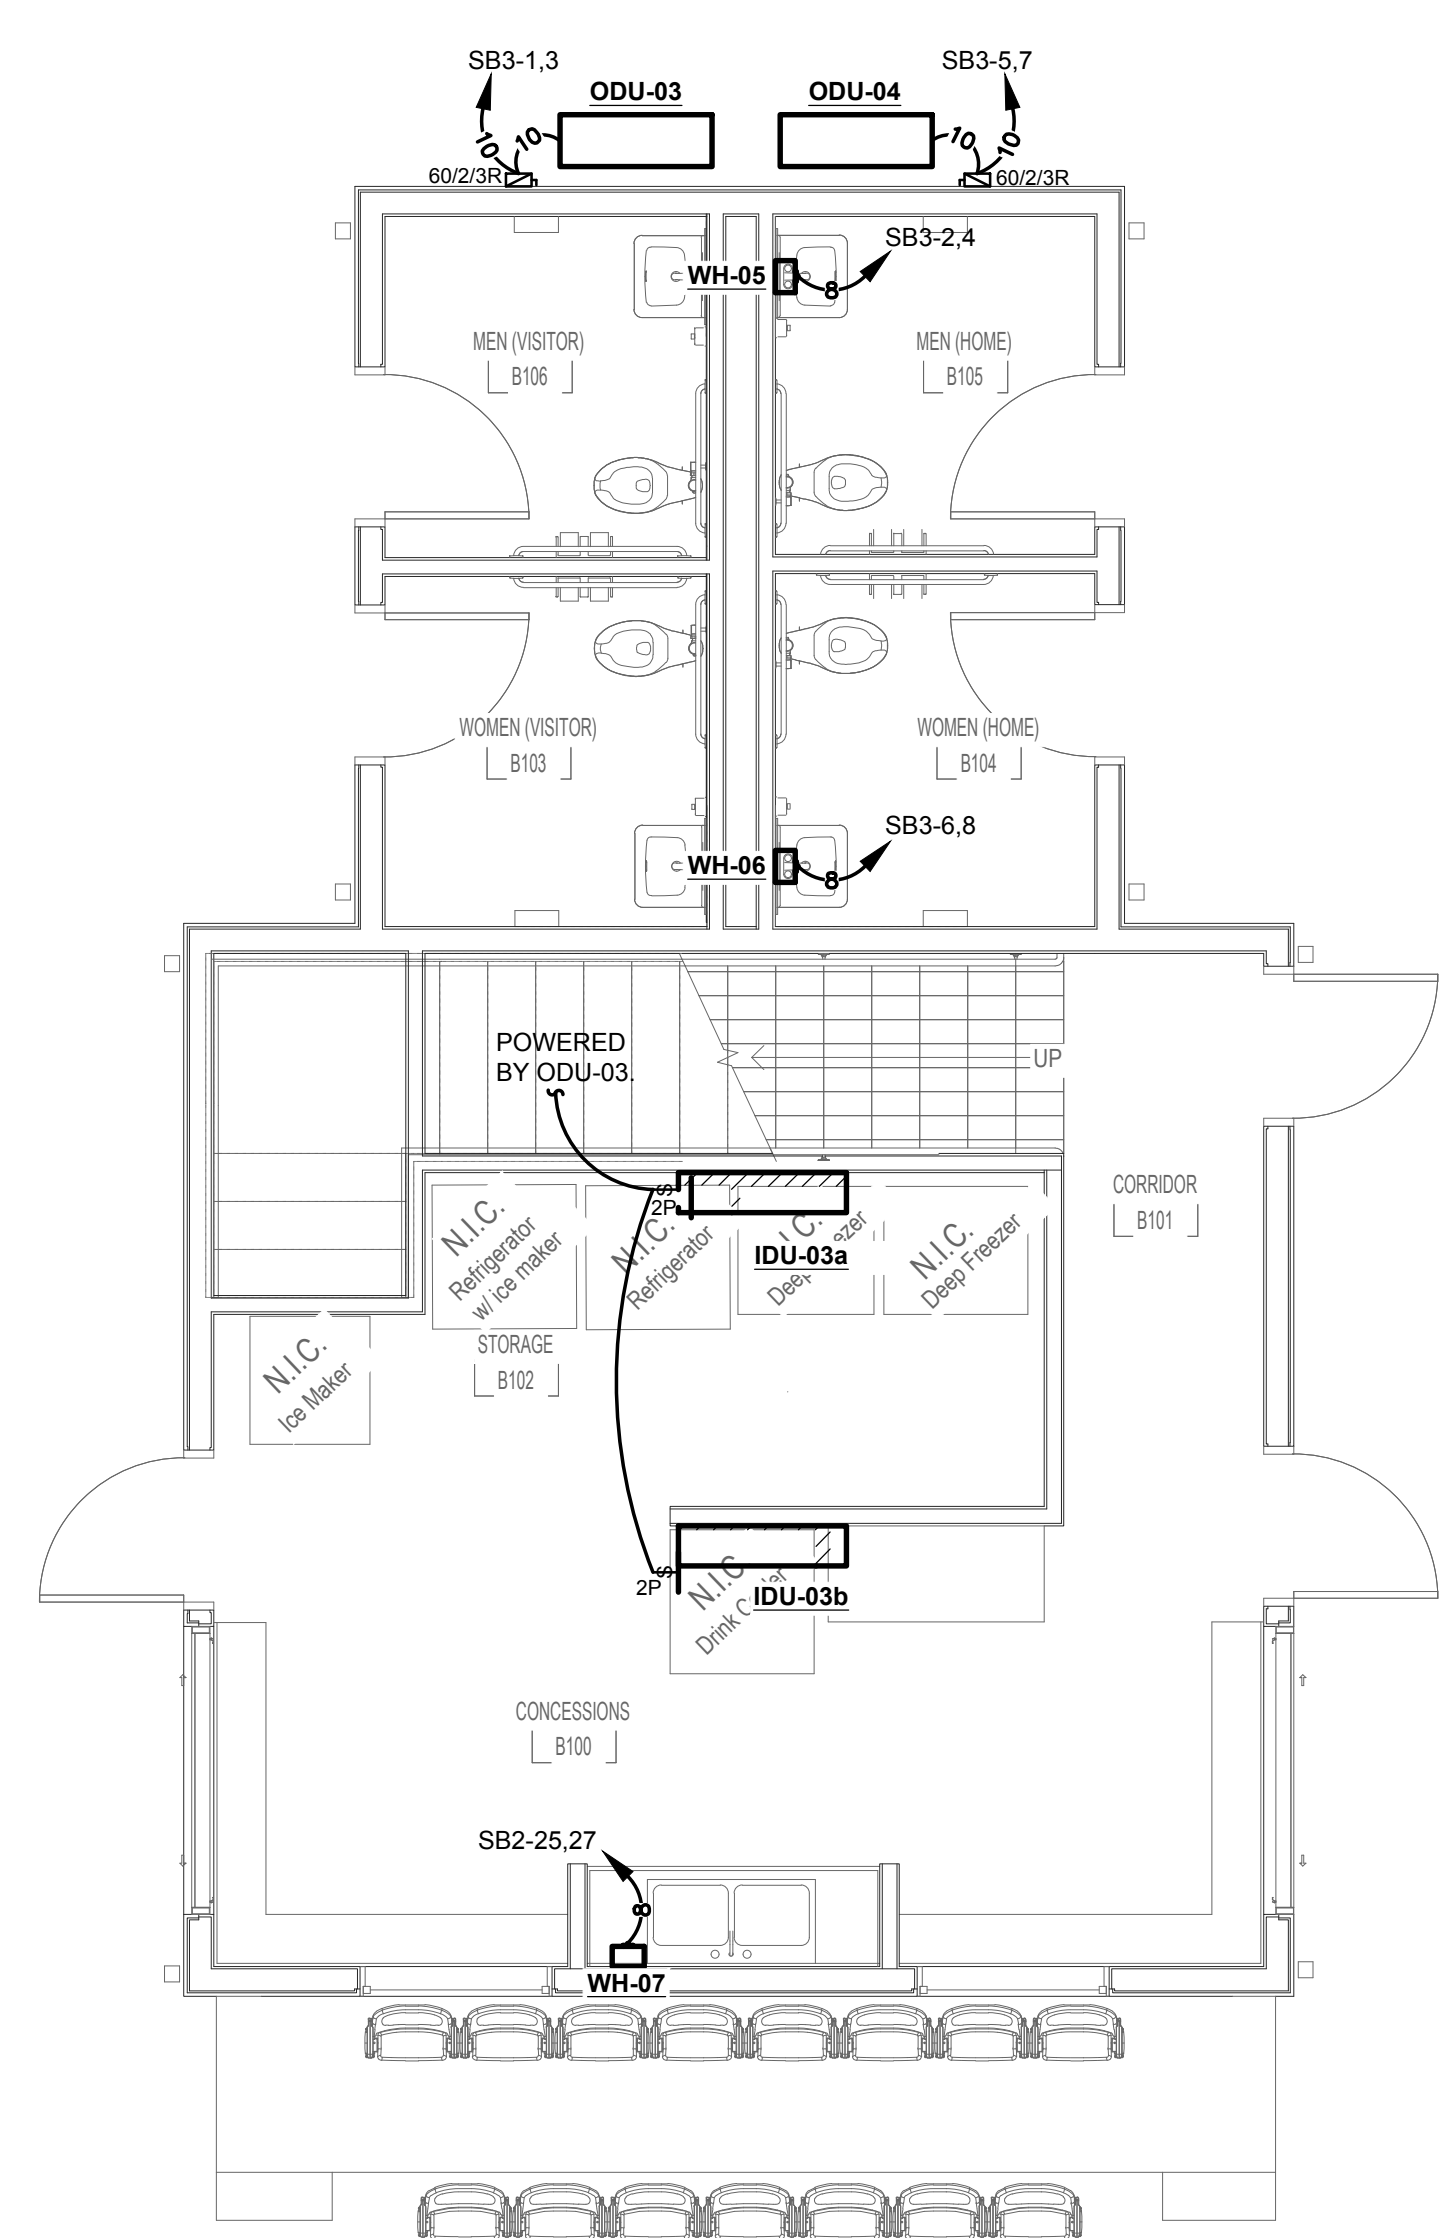 SB3-1,3
SB3-5,7
ODU-03
ODU-04
10
10
10
10
60/2/3R
60/2/3R
SB3-2,4
WH-05
8
MEN (VISITOR)
B106
MEN (HOME)
B105
WOMEN (VISITOR)
B103
WOMEN (HOME)
B104
SB3-6,8
WH-06
8
POWERED
BY ODU-03.
UP
S
2P
CORRIDOR
B101
N.I.C.
Refrigerator
w/ ice maker
N.I.C.
Refrigerator
IDU-03a
N.I.C.
Deep Freezer
STORAGE
B102
N.I.C.
Ice Maker
S
2P
N.I.C
Drink
IDU-03b
CONCESSIONS
B100
SB2-25,27
8
WH-07